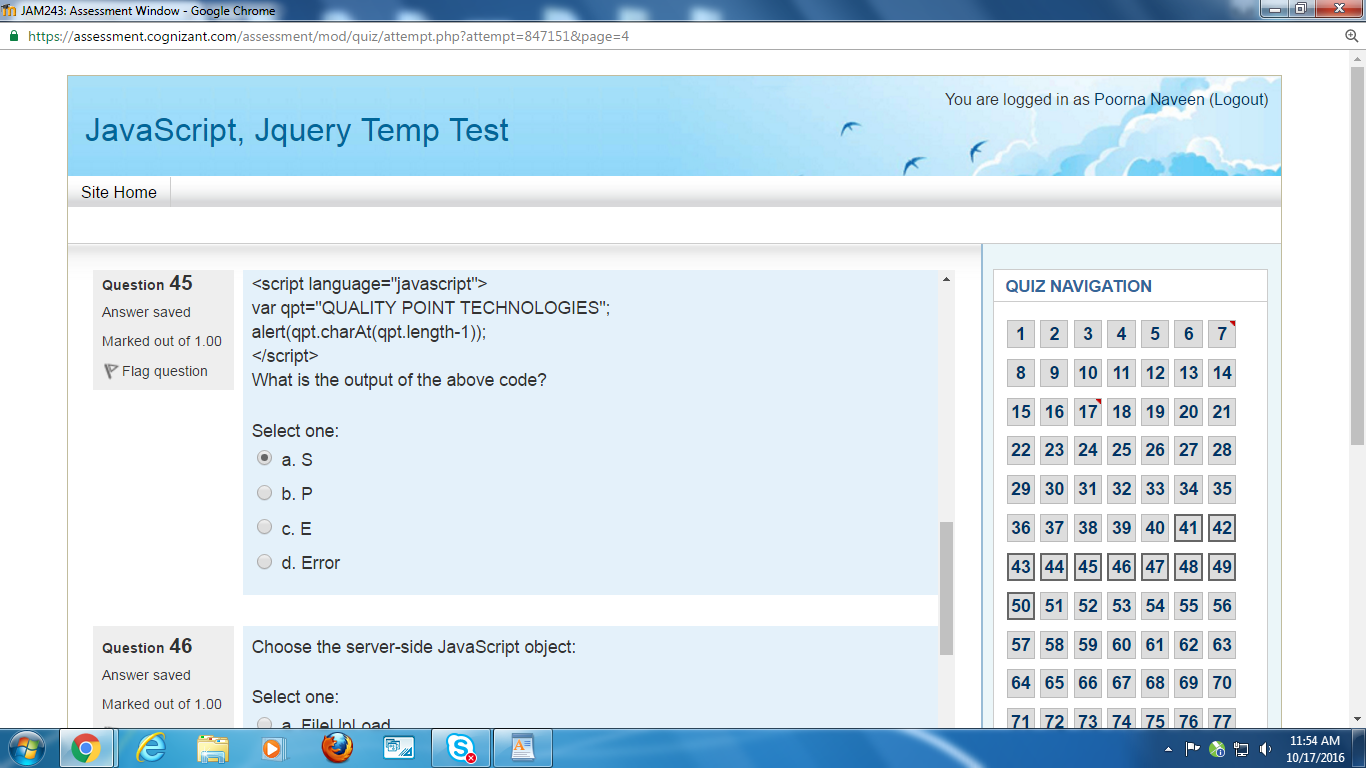 JAM243: Assessment Window - Google Chrome
https://assessment.cognizant.com/assessment/mod/quiz/attempt.php?attempt=847151&page=4
You are logged in as Poorna Naveen (Logout)
JavaScript, Jquery Temp Test
Site Home
Question 45
Answer saved
Marked out of 1.00
Flag question
<script language="javascript">
var qpt="QUALITY POINT TECHNOLOGIES";
alert(qpt.charAt(qpt.length-1));
</script>
What is the output of the above code?
Select one:
a. S
b. P
c. E
d. Error
Question 46
Answer saved
Marked out of 1.00
Choose the server-side JavaScript object:
Select one:
a. FileUpLoad
QUIZ NAVIGATION
1 2 3 4 5 6 7
8 9 10 11 12 13 14
15 16 17 18 19 20 21
22 23 24 25 26 27 28
29 30 31 32 33 34 35
36 37 38 39 40 41 42
43 44 45 46 47 48 49
50 51 52 53 54 55 56
57 58 59 60 61 62 63
64 65 66 67 68 69 70
71 72 73 74 75 76 77
11:54 AM
10/17/2016